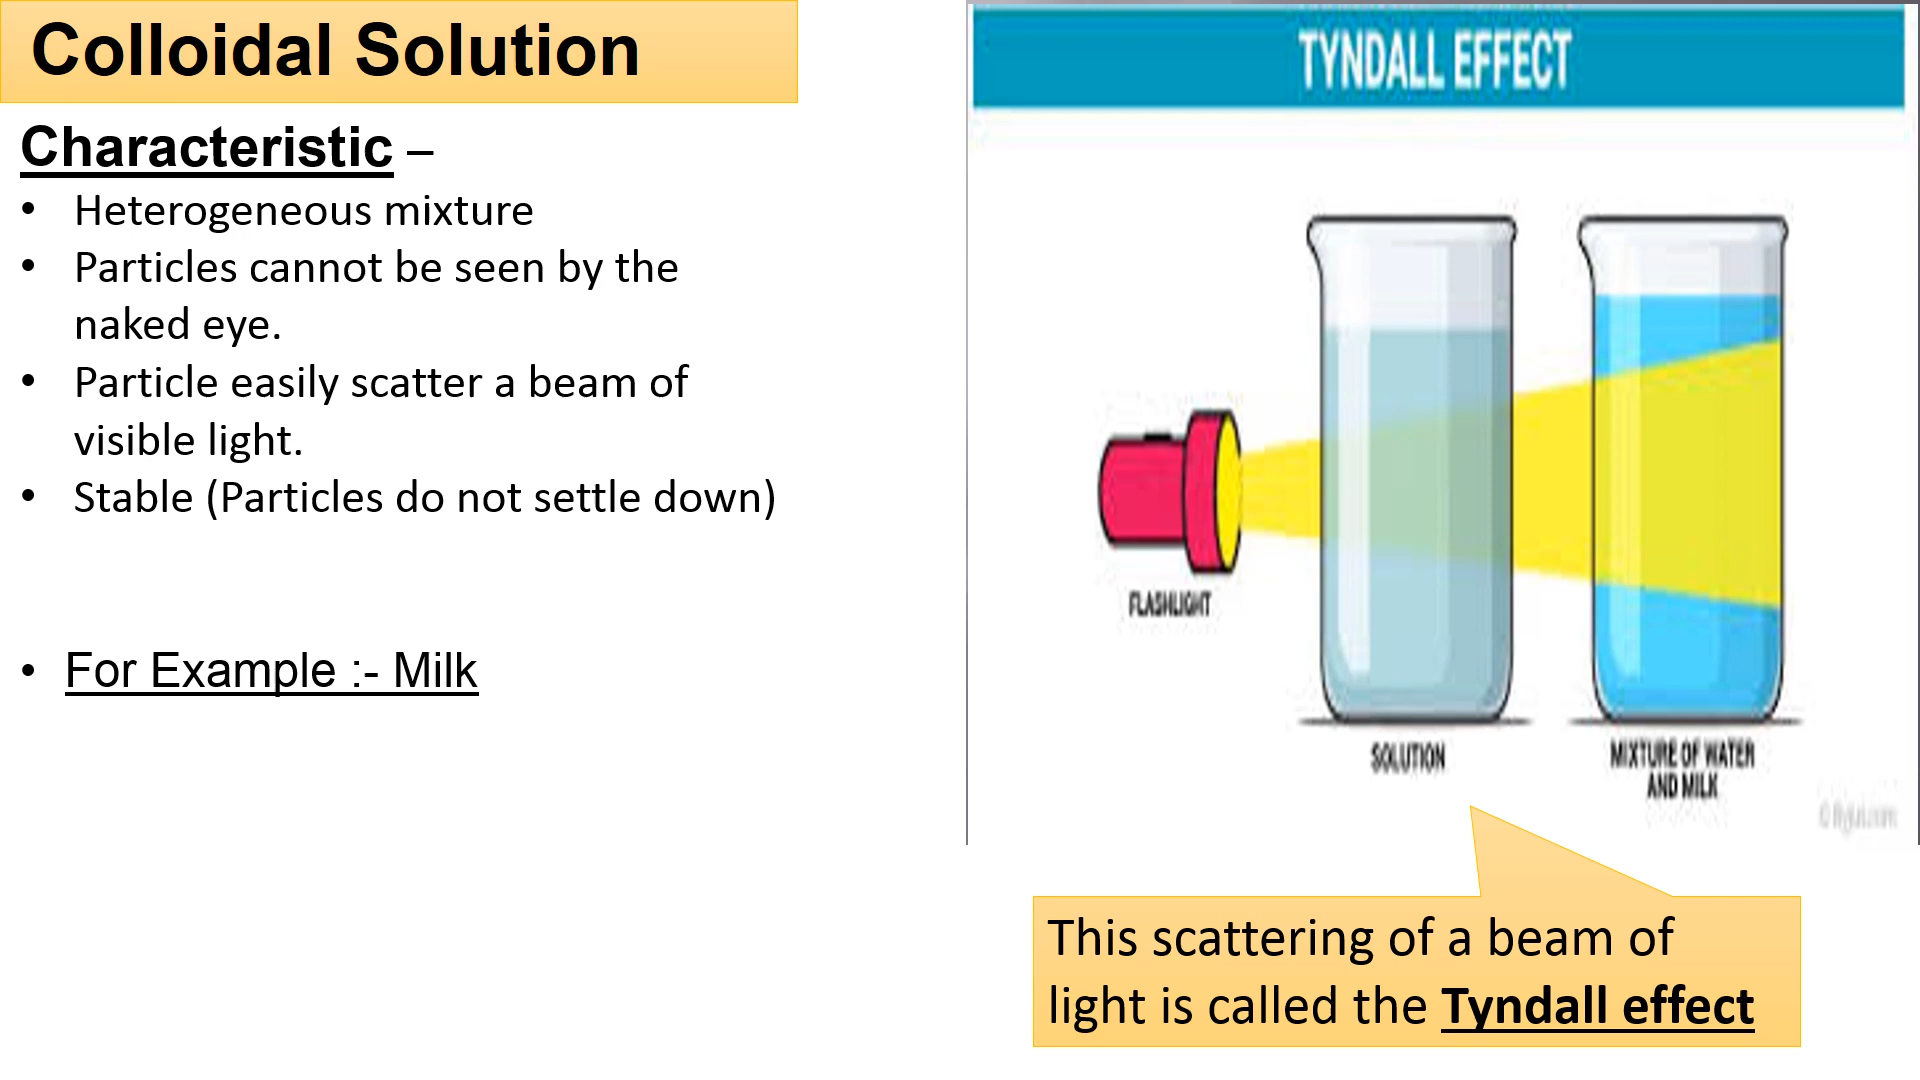 Colloidal Solution
Characteristic –
• Heterogeneous mixture
• Particles cannot be seen by the
naked eye.
• Particle easily scatter a beam of
visible light.
• Stable (Particles do not settle down)
• For Example :- Milk
TYNDALL EFFECT
FLASHLIGHT
SOLUTION
MIXTURE OF WATER
AND MILK
This scattering of a beam of
light is called the Tyndall effect